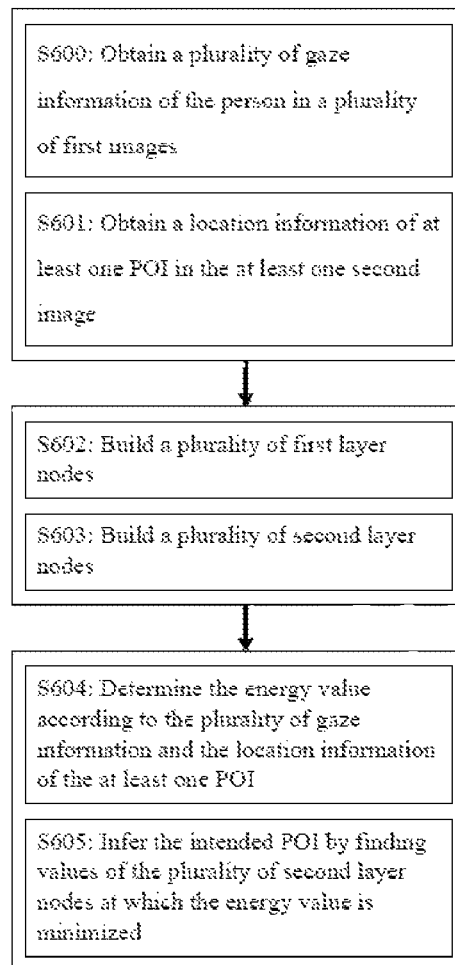 S600: Obtain a plurality of gaze
information of the person in a plurality
of first images
S601: Obtain a location information of at
least one POI in the at least one second
image
S602: Build a plurality of first layer
nodes
S603: Build a plurality of second layer
nodes
S604: Determine the energy value
according to the plurality of gaze
information and the location information
of the at least one POI
S605: Infer the intended POI by finding
values of the plurality of second layer
nodes at which the energy value is
minimized